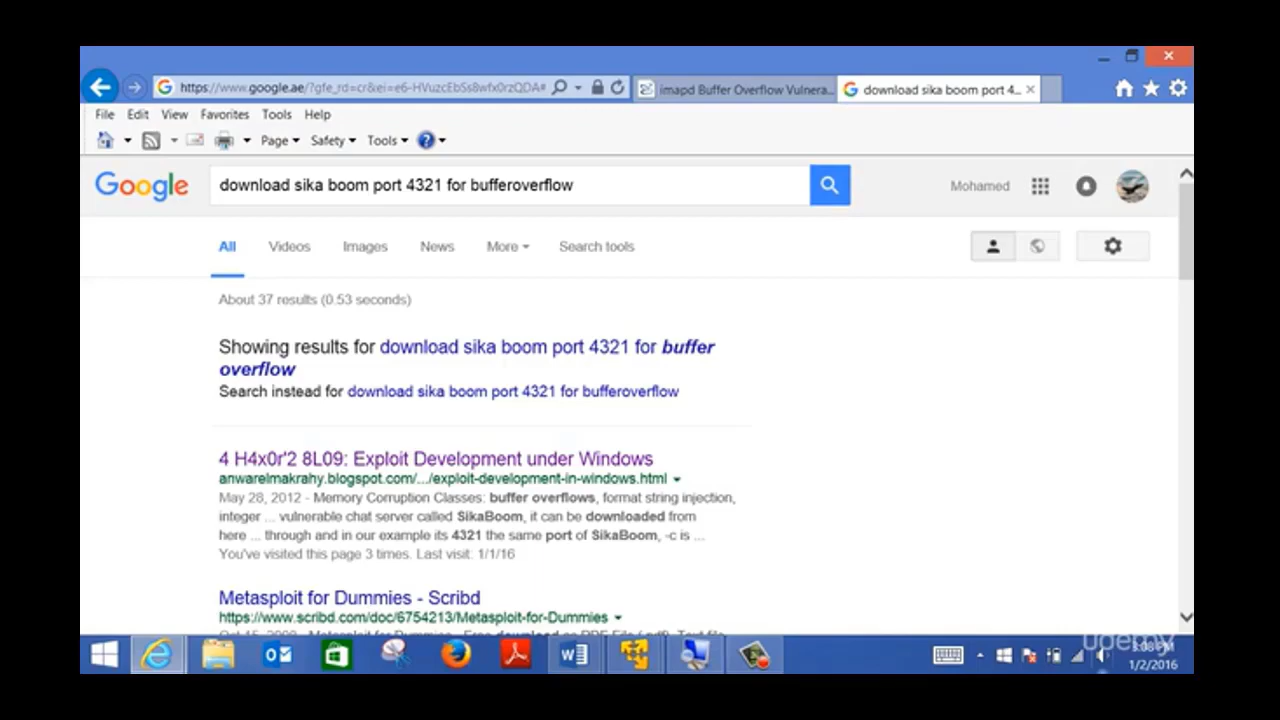 https://www.google.ae/?gfe_rd=cr&ei=e6-HVuzcEbSs8wfx0rzQDA#
imapd Buffer Overflow Vulnera...
download sika boom port 4...
File Edit View Favorites Tools Help
Page Safety Tools
Google
download sika boom port 4321 for bufferoverflow
Mohamed
All Videos Images News More Search tools
About 37 results (0.53 seconds)
Showing results for download sika boom port 4321 for buffer
overflow
Search instead for download sika boom port 4321 for bufferoverflow
4 H4x0r'2 8L09: Exploit Development under Windows
anwarelmakrahy.blogspot.com/.../exploit-development-in-windows.html
May 28, 2012 - Memory Corruption Classes: buffer overflows, format string injection,
integer ... vulnerable chat server called SikaBoom, it can be downloaded from
here ... through and in our example its 4321 the same port of SikaBoom, -c is ...
You've visited this page 3 times. Last visit: 1/1/16
Metasploit for Dummies - Scribd
https://www.scribd.com/doc/6754213/Metasploit-for-Dummies
udemy
1/2/2016